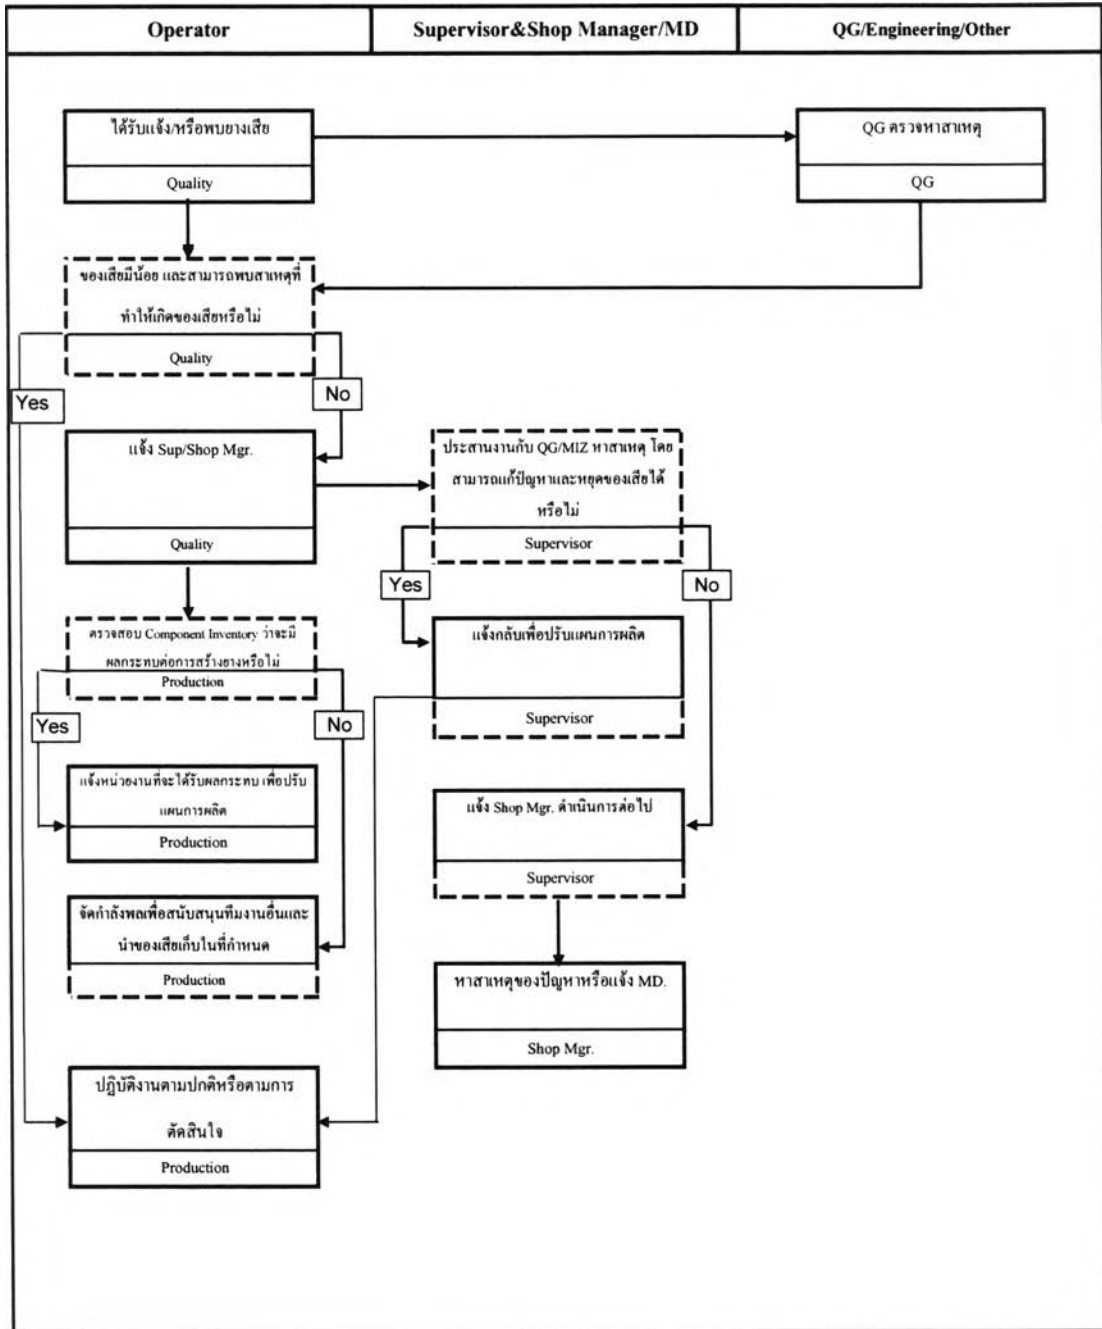 Operator
Supervisor&Shop Manager/MD
QG/Engineering/Other
ได้รับแจ้ง/หรือพบยางเสีย
Quality
QG ตรวจหาสาเหตุ
QG
ของเสียมีน้อย และสามารถพบสาเหตุที่
ทำให้เกิดของเสียหรือไม่
Quality
Yes
No
แจ้ง Sup/Shop Mgr.
Quality
ประสานงานกับ QG/MIZ หาสาเหตุ โดย
สามารถแก้ปัญหาและหยุดของเสียได้
หรือไม่
Supervisor
Yes
No
ตรวจสอบ Component Inventory ว่าจะมี
ผลกระทบต่อการสร้างยางหรือไม่
Production
Yes
No
แจ้งกลับเพื่อปรับแผนการผลิต
Supervisor
แจ้งหน่วยงานที่จะได้รับผลกระทบ เพื่อปรับ
แผนการผลิต
Production
แจ้ง Shop Mgr. ดำเนินการต่อไป
Supervisor
จัดกำลังพลเพื่อสนับสนุนทีมงานอื่นและ
นำของเสียเก็บในที่กำหนด
Production
หาสาเหตุของปัญหาหรือแจ้ง MD.
Shop Mgr.
ปฏิบัติงานตามปกติหรือตามการ
ตัดสินใจ
Production